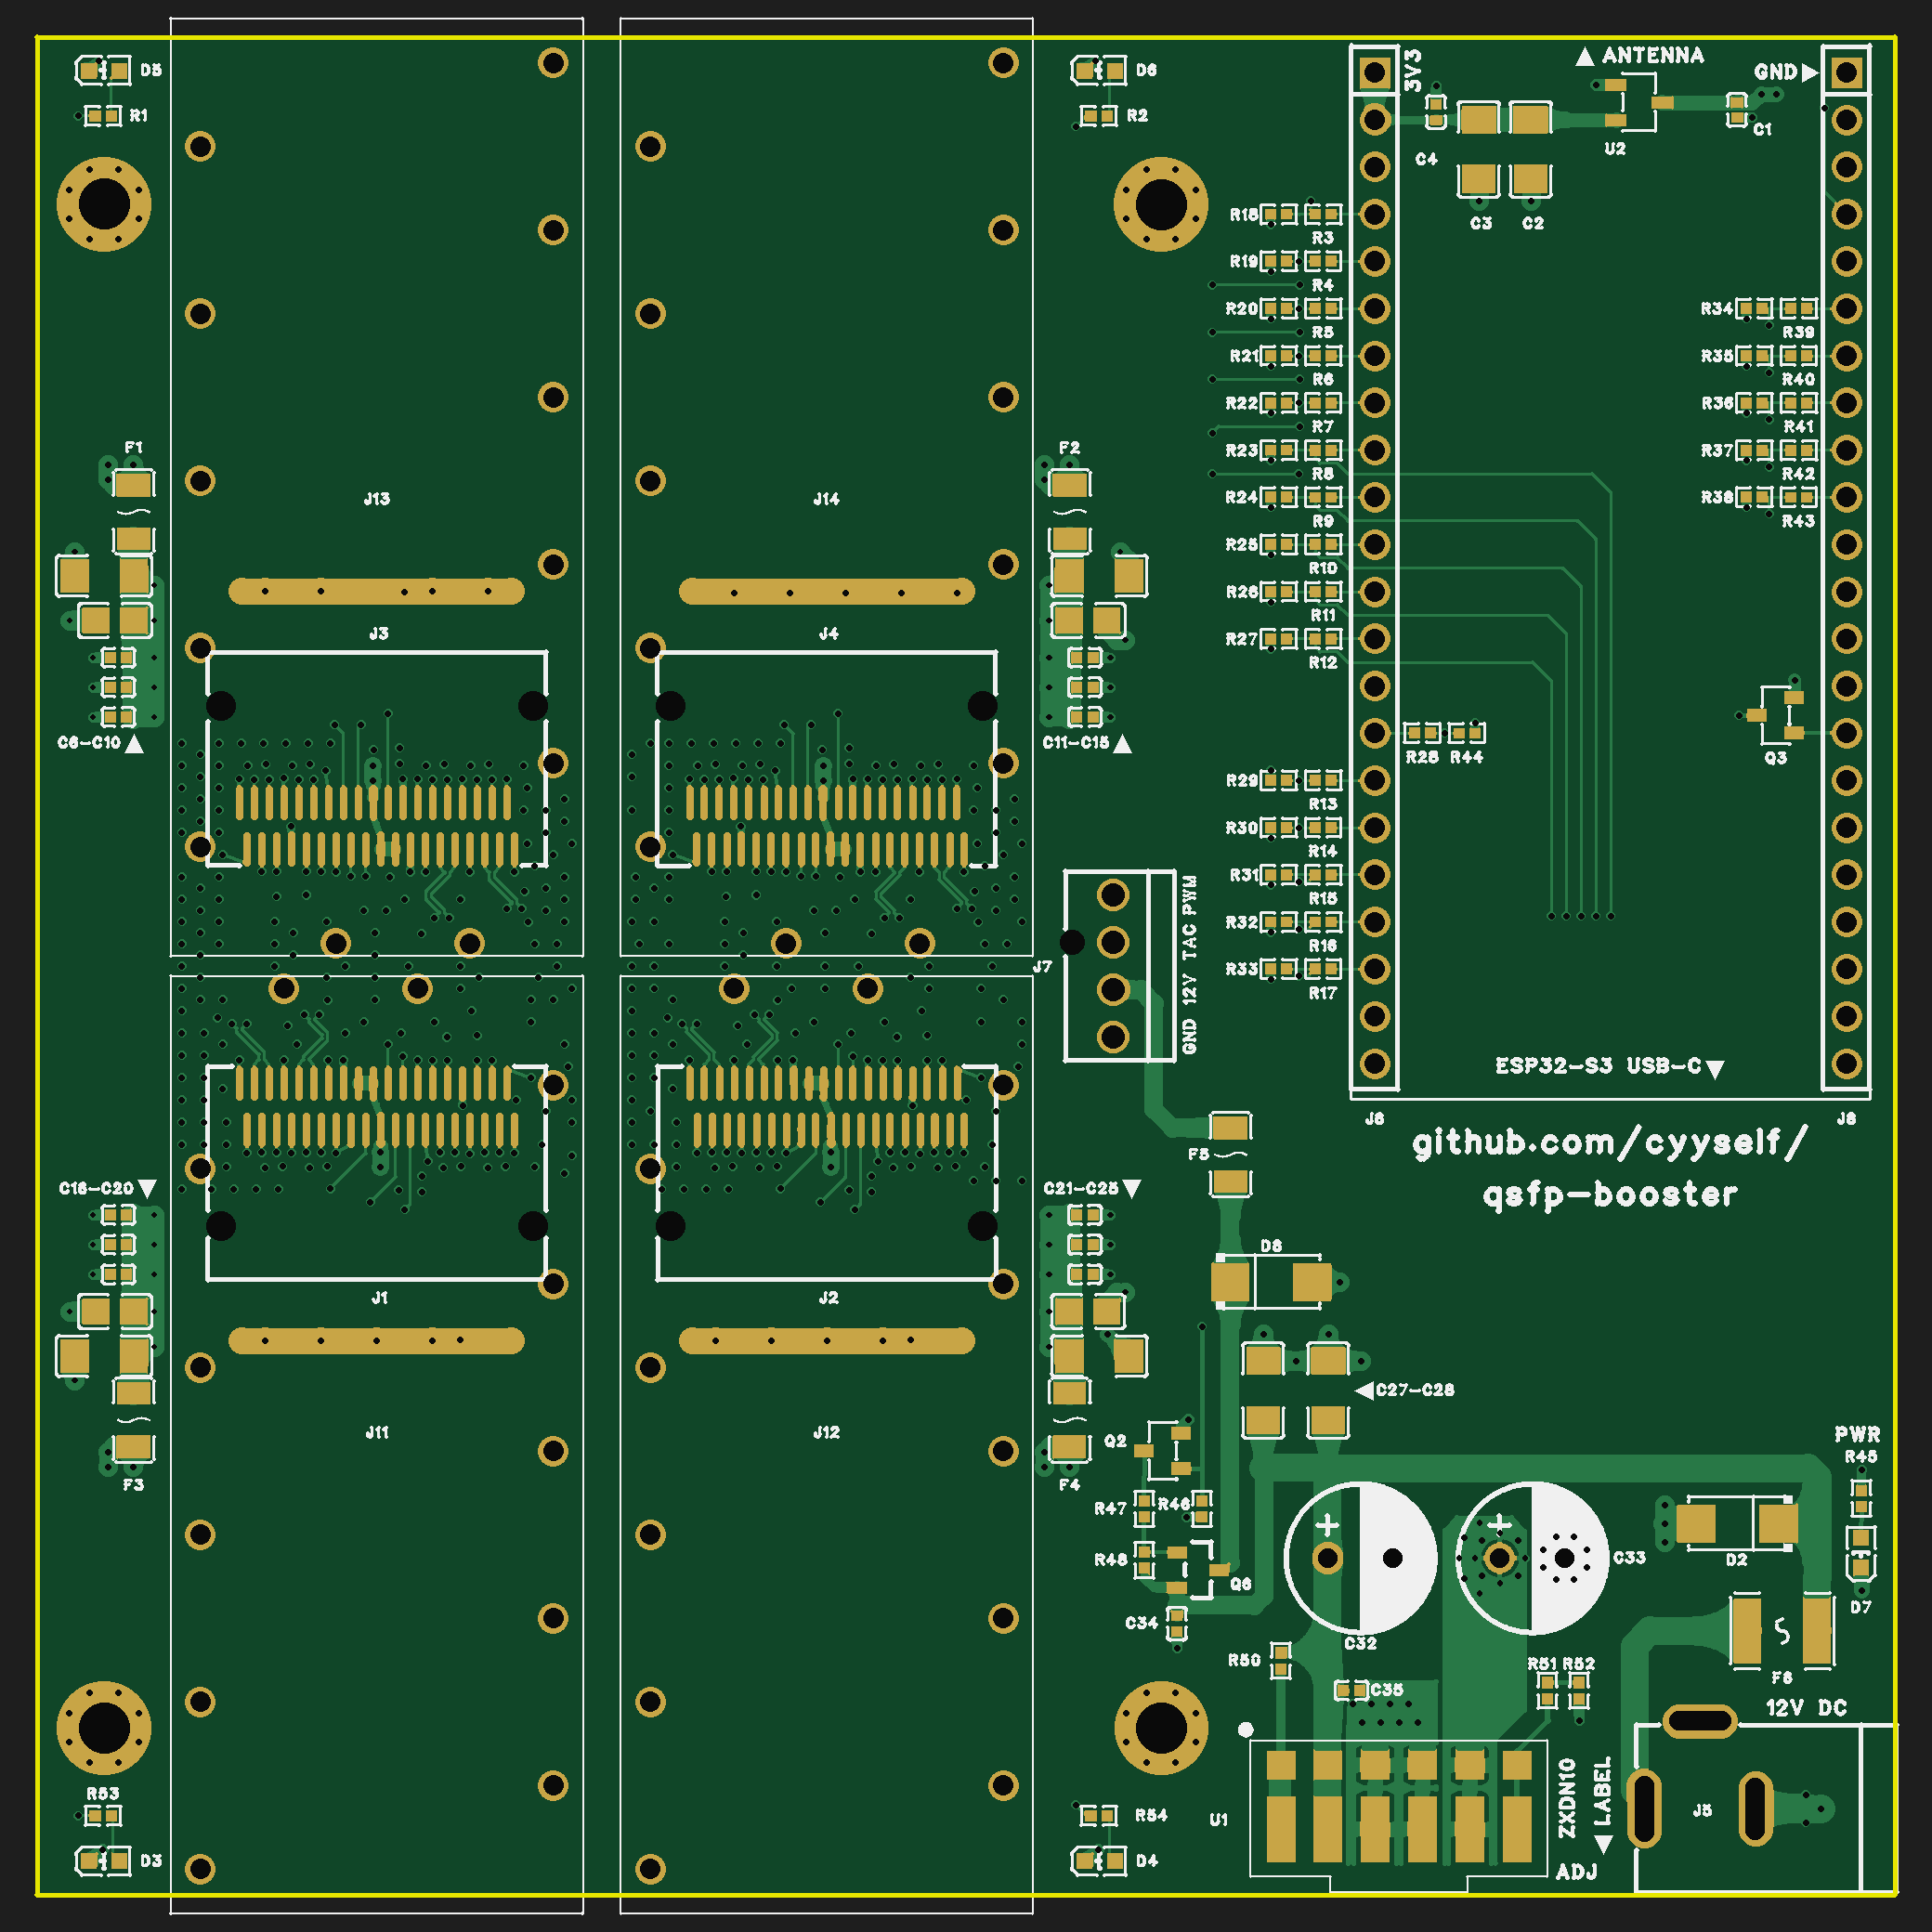 D5
D6
3V3
ANTENNA
GND
R1
R2
C4
U2
C1
R18
R3
C3
C2
R19
R4
R20
R5
R34
R39
R21
R6
R35
R40
R22
R7
R36
R41
F1
F2
R23
R8
R37
R42
J13
J14
R24
R9
R38
R43
R25
R10
R26
R11
J3
J4
R27
R12
C6-C10
C11-C15
R28
R44
Q3
R29
R13
R30
R14
R31
R15
R32
R16
J7
GND 12V TAC PWM
R33
R17
ESP32-S3 USB-C
J6
J8
github.com/cyyself/
F5
C16-C20
C21-C25
qsfp-booster
D8
J1
J2
C27-C28
J11
J12
Q2
PWR
R45
F3
F4
R47
R46
R48
C33
D2
Q6
C34
D7
C32
R50
R51
R52
F6
C35
12V DC
R53
R54
U1
ZXDN10
LABEL
J5
D3
D4
ADJ